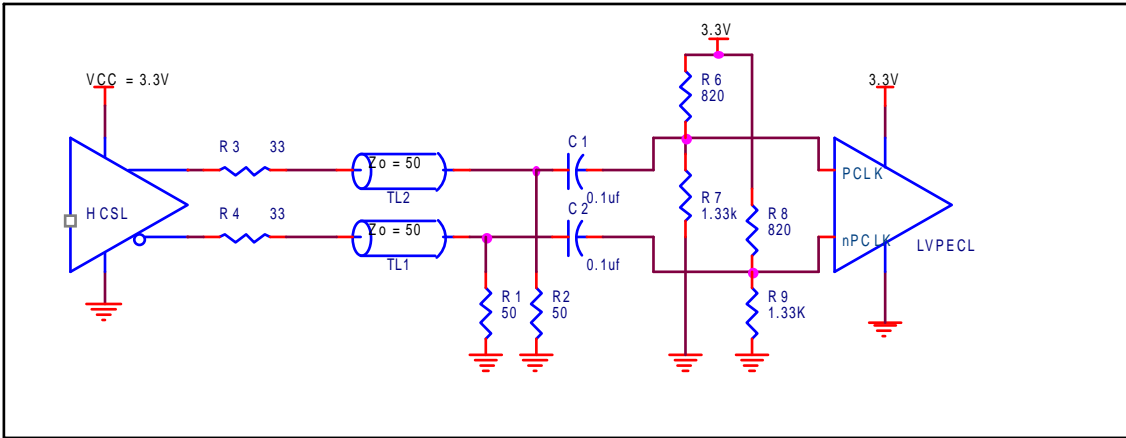 3.3V
VCC = 3.3V
R6
820
3.3V
R3 33
Zo = 50
TL2
C1
0.1uf
PCLK
R7
1.33k
HCSL
R4 33
Zo = 50
TL1
C2
0.1uf
R8
820
nPCLK
LVPECL
R1
50
R2
50
R9
1.33K